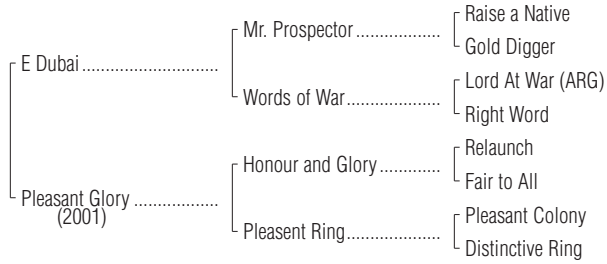 Raise a Native
Mr. Prospector ..................
Gold Digger
E Dubai .............................
Lord At War (ARG)
Words of War....................
Right Word
Relaunch
Honour and Glory .............
Fair to All
Pleasant Glory ..................
(2001)
Pleasant Colony
Pleasent Ring....................
Distinctive Ring